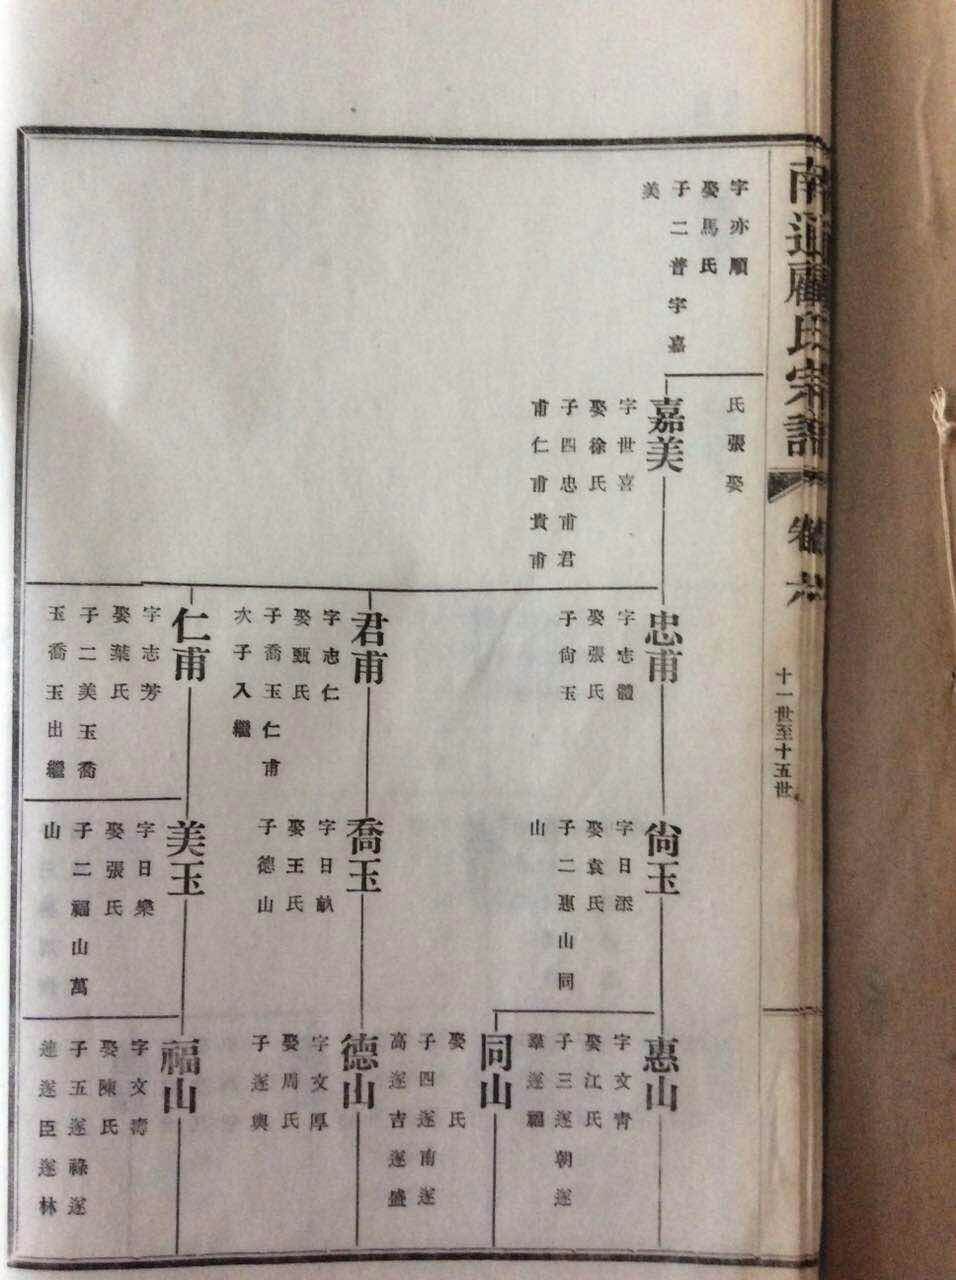 南通顧氏宗譜
卷六
十一世至十五世
字亦順
娶馬氏
子二普字嘉
美
氏張娶
嘉美
字世喜
娶徐氏
子四忠甫君
甫仁甫貴甫
忠甫
字志體
娶張氏
子尙玉
君甫
字志仁
娶甄氏
子喬玉仁甫
次子入繼
仁甫
字志芳
娶葉氏
子二美玉喬
玉喬玉出繼
尙玉
字日深
娶袁氏
子二惠山同
山
喬玉
字日猷
娶王氏
子德山
美玉
字日樂
娶張氏
子二福山萬
山
惠山
字文青
娶江氏
子三遂朝遂
羣遂福
同山
娶 氏
子四遂南遂
高遂吉遂盛
德山
字文厚
娶周氏
子遂輿
福山
字文壽
娶陳氏
子五遂祿遂
連遂臣遂林